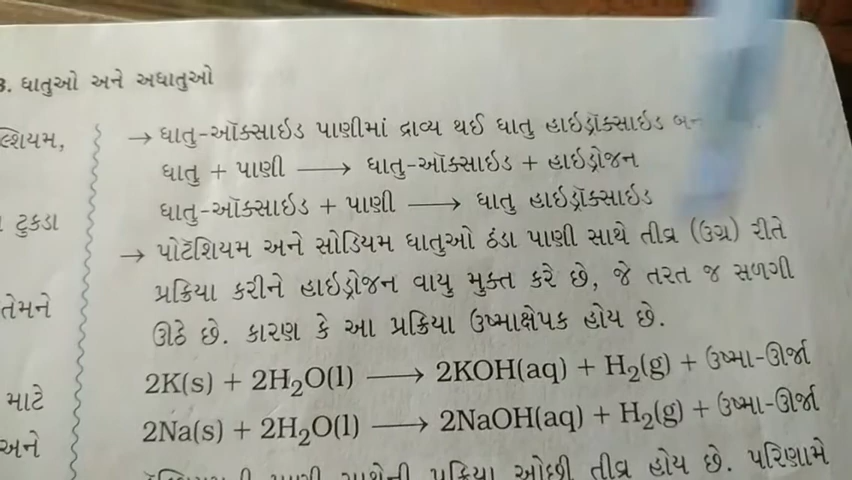 3. ધાતુઓ અને અધાતુઓ
લ્શિયમ,
ટુકડા
તેમને
માટે
અને
→ ધાતુ-ઑક્સાઇડ પાણીમાં દ્રાવ્ય થઈ ધાતુ હાઇડ્રૉક્સાઇડ
ધાતુ + પાણી ⟶ ધાતુ-ઑક્સાઇડ + હાઇડ્રોજન
ધાતુ-ઑક્સાઇડ + પાણી ⟶ ધાતુ હાઇડ્રૉક્સાઇડ
→ પોટૅશિયમ અને સોડિયમ ધાતુઓ ઠંડા પાણી સાથે તીવ્ર (ઉગ્ર) રીતે
પ્રક્રિયા કરીને હાઇડ્રોજન વાયુ મુક્ત કરે છે, જે તરત જ સળગી
ઊઠે છે. કારણ કે આ પ્રક્રિયા ઉષ્માક્ષેપક હોય છે.
2K(s) + 2H₂O(l) ⟶ 2KOH(aq) + H₂(g) + ઉષ્મા-ઊર્જા
2Na(s) + 2H₂O(l) ⟶ 2NaOH(aq) + H₂(g) + ઉષ્મા-ઊર્જા
પાણી સાથેની પ્રક્રિયા ઓછી તીવ્ર હોય છે. પરિણામે